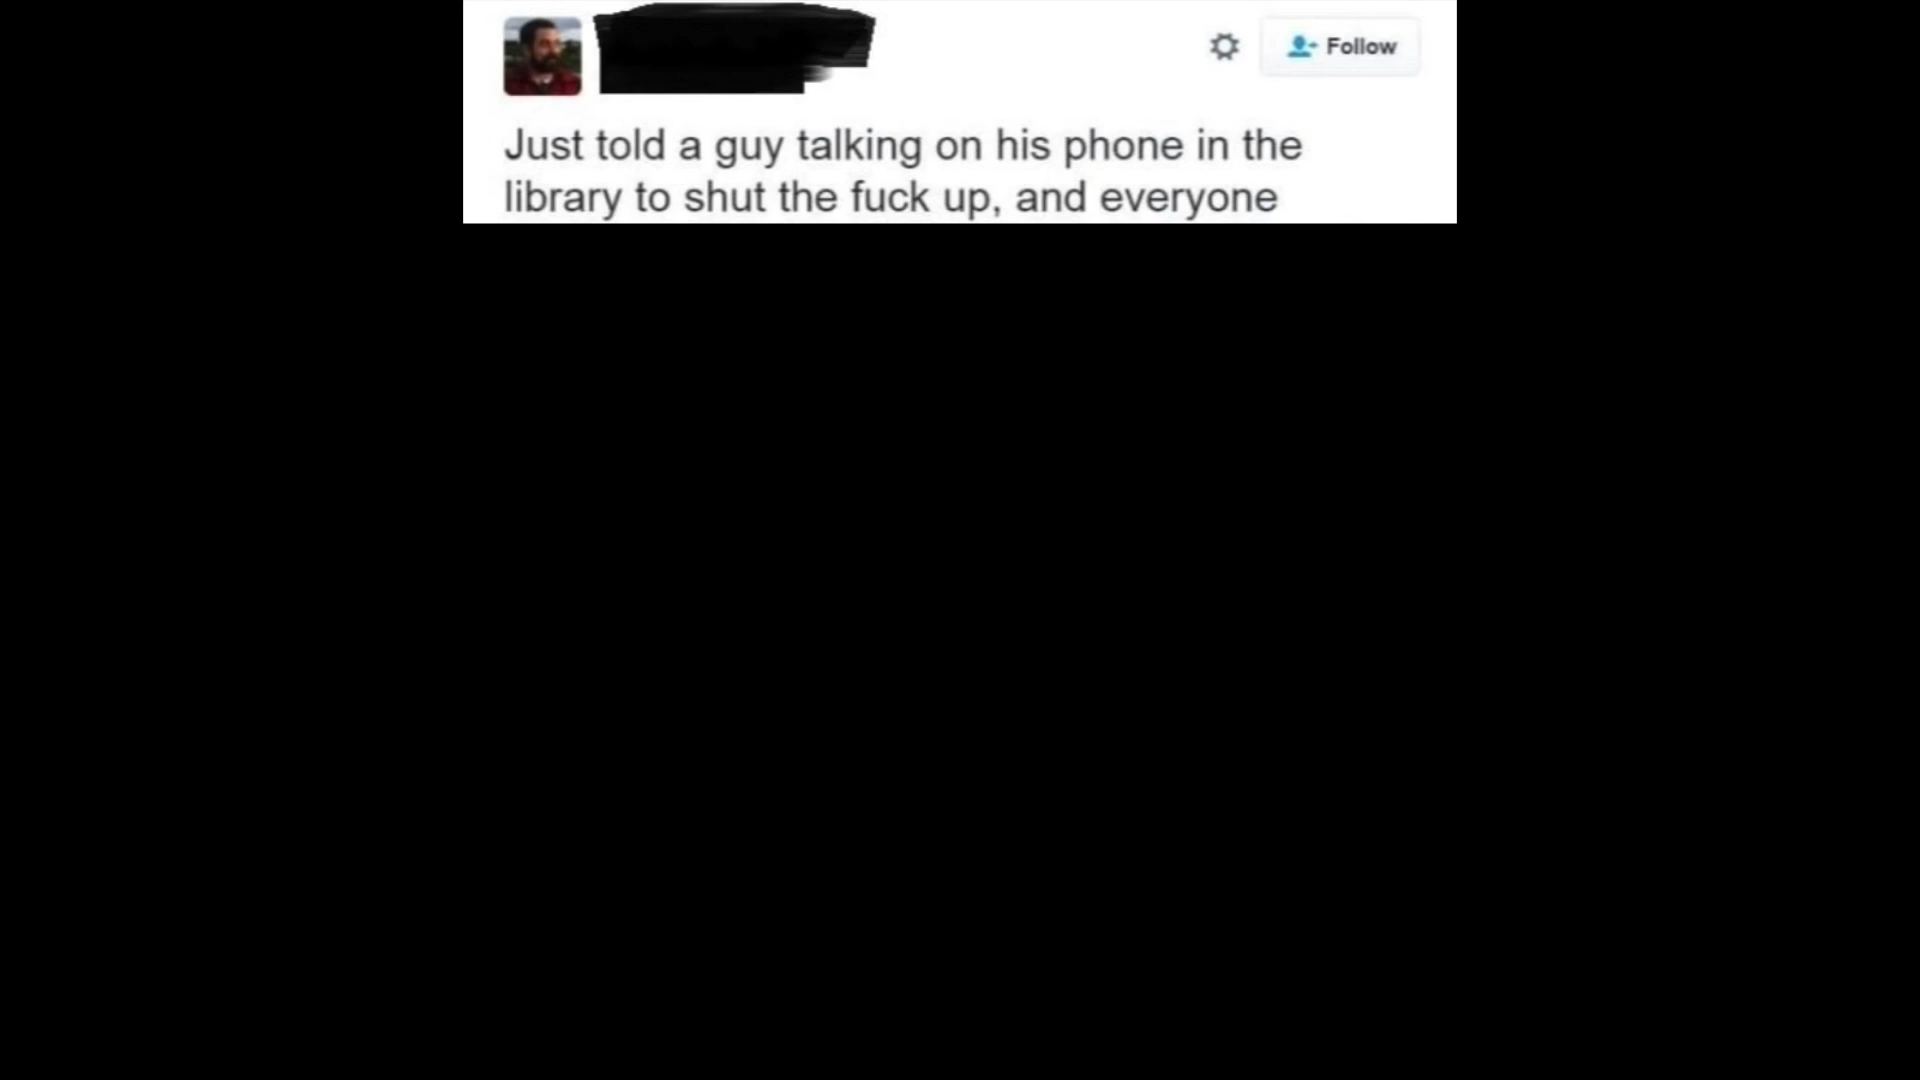 Follow
Just told a guy talking on his phone in the
library to shut the fuck up, and everyone